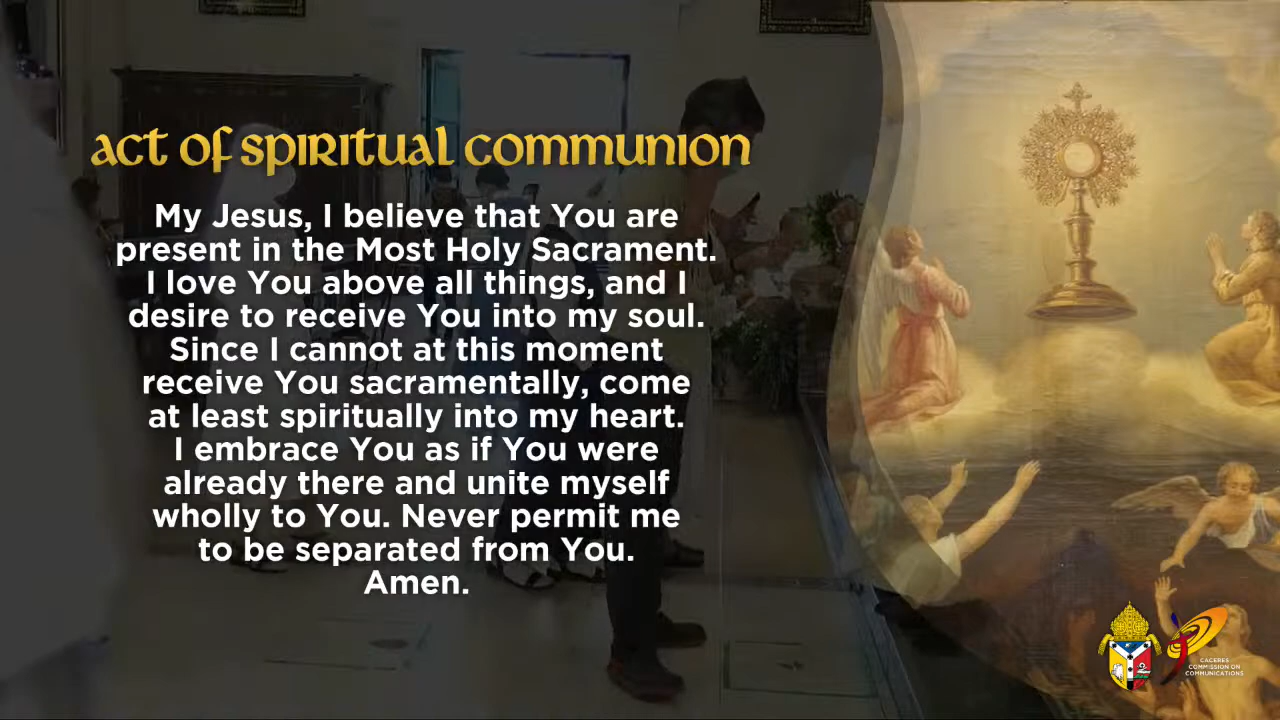 act of spiritual communion
My Jesus, I believe that You are
present in the Most Holy Sacrament.
I love You above all things, and I
desire to receive You into my soul.
Since I cannot at this moment
receive You sacramentally, come
at least spiritually into my heart.
I embrace You as if You were
already there and unite myself
wholly to You. Never permit me
to be separated from You.
Amen.
CACERES
COMMISSION ON
COMMUNICATIONS